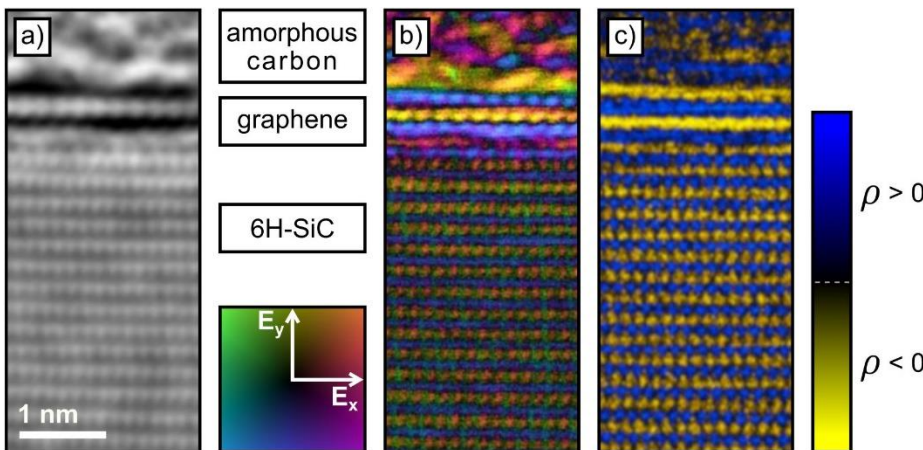 a)
amorphous
carbon
graphene
6H-SiC
E_y
E_x
1 nm
b)
c)
ρ > 0
ρ < 0